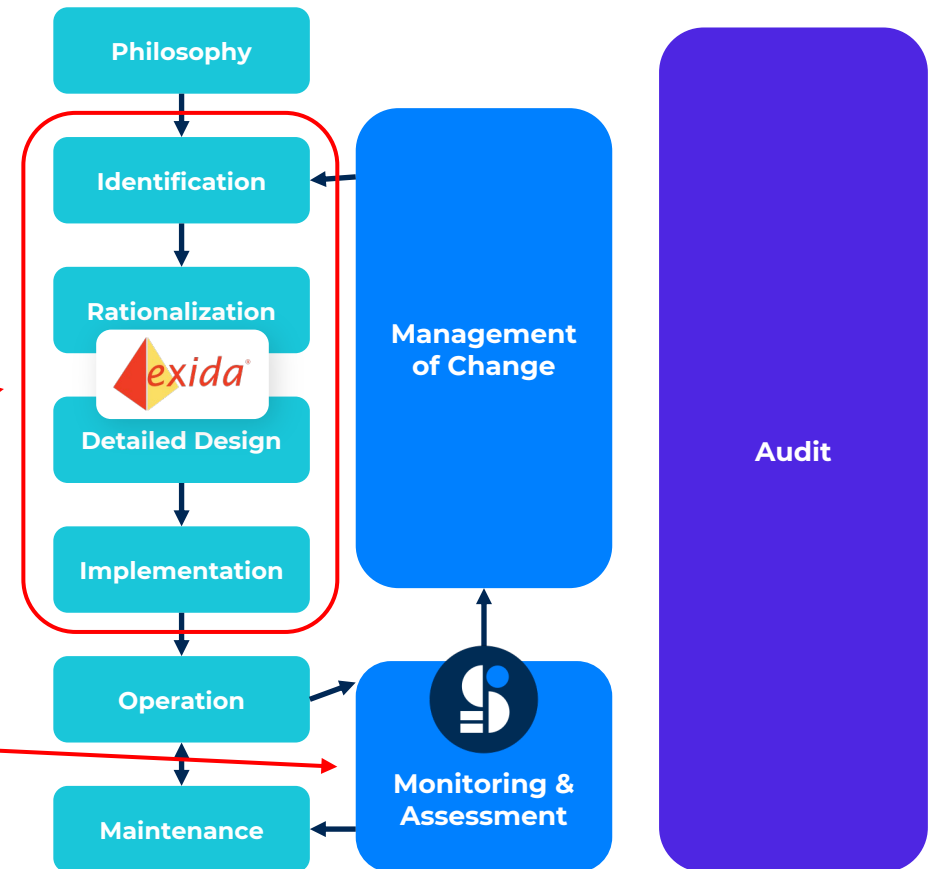 Philosophy
Identification
Rationalization
exida®
Detailed Design
Implementation
Operation
Maintenance
Management
of Change
Monitoring &
Assessment
Audit